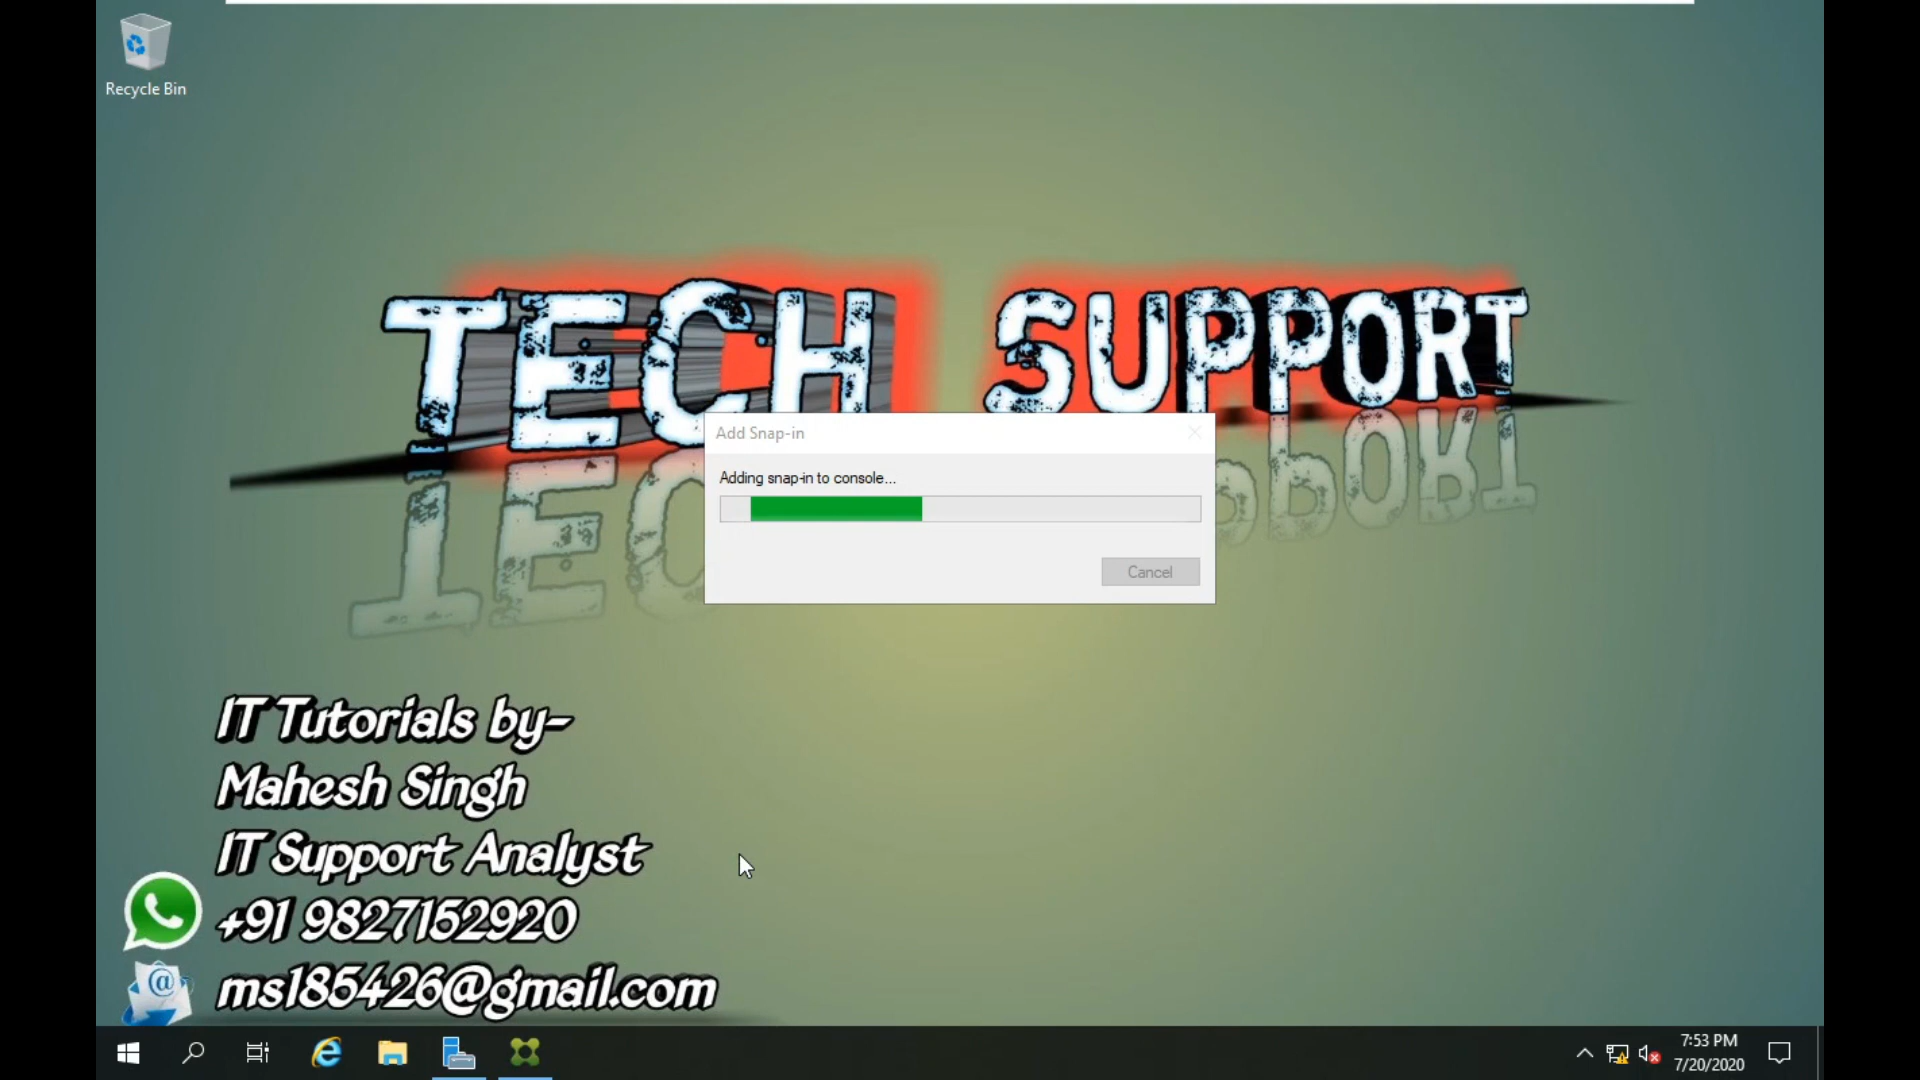 Recycle Bin
TECH SUPPORT
Add Snap-in
Adding snap-in to console...
Cancel
IT Tutorials by-
Mahesh Singh
IT Support Analyst
+91 9827152920
ms185426@gmail.com
7:53 PM
7/20/2020